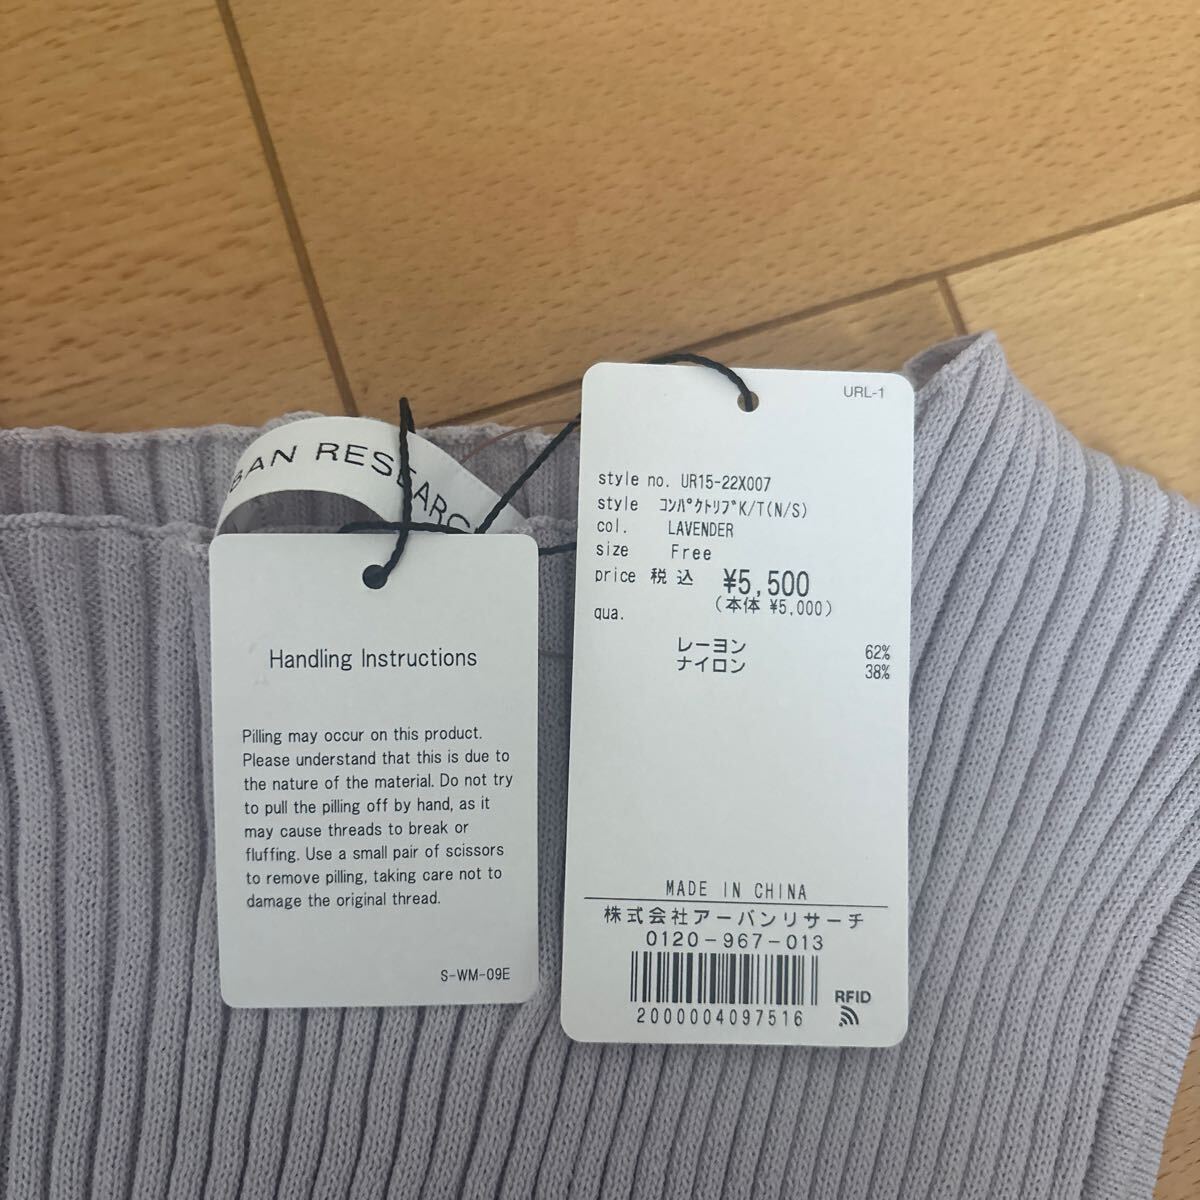 BAN RESEARC
Handling Instructions
Pilling may occur on this product.
Please understand that this is due to
the nature of the material. Do not try
to pull the pilling off by hand, as it
may cause threads to break or
fluffing. Use a small pair of scissors
to remove pilling, taking care not to
damage the original thread.
S-WM-09E
URL-1
style no. UR15-22X007
style ｺﾝﾊﾟｸﾄﾘﾌﾞK/T(N/S)
col. LAVENDER
size Free
price 税込 ¥5,500
(本体 ¥5,000)
qua.
レーヨン 62%
ナイロン 38%
MADE IN CHINA
株式会社アーバンリサーチ
0120-967-013
RFID
2000004097516